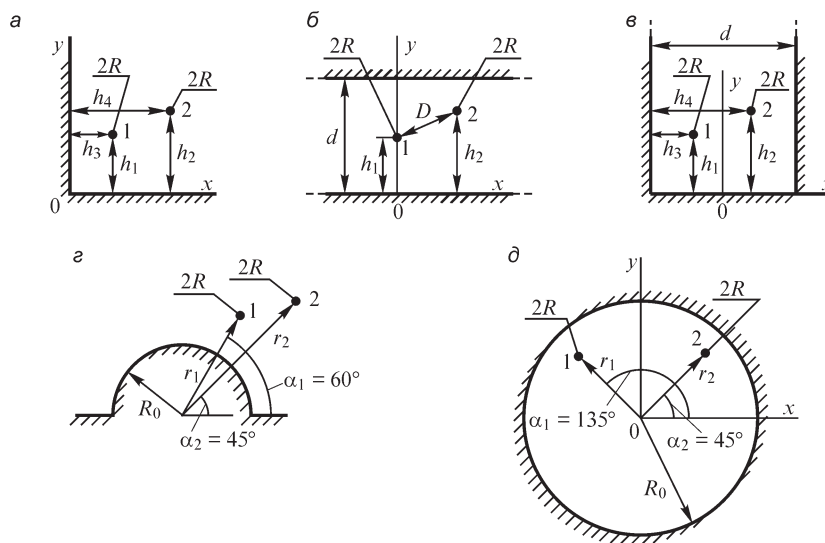 а
y
2R
2R
h₄
2
1
h₃
h₁
h₂
0
x
б
2R
y
2R
D
2
d
1
h₁
h₂
x
0
в
d
y
2R
2R
h₄
2
1
h₃
h₁
h₂
0
г
2R
2R
1
2
r₁
r₂
α₁ = 60°
R₀
α₂ = 45°
д
y
2R
2R
1
2
r₁
r₂
α₁ = 135°
0
α₂ = 45°
x
R₀